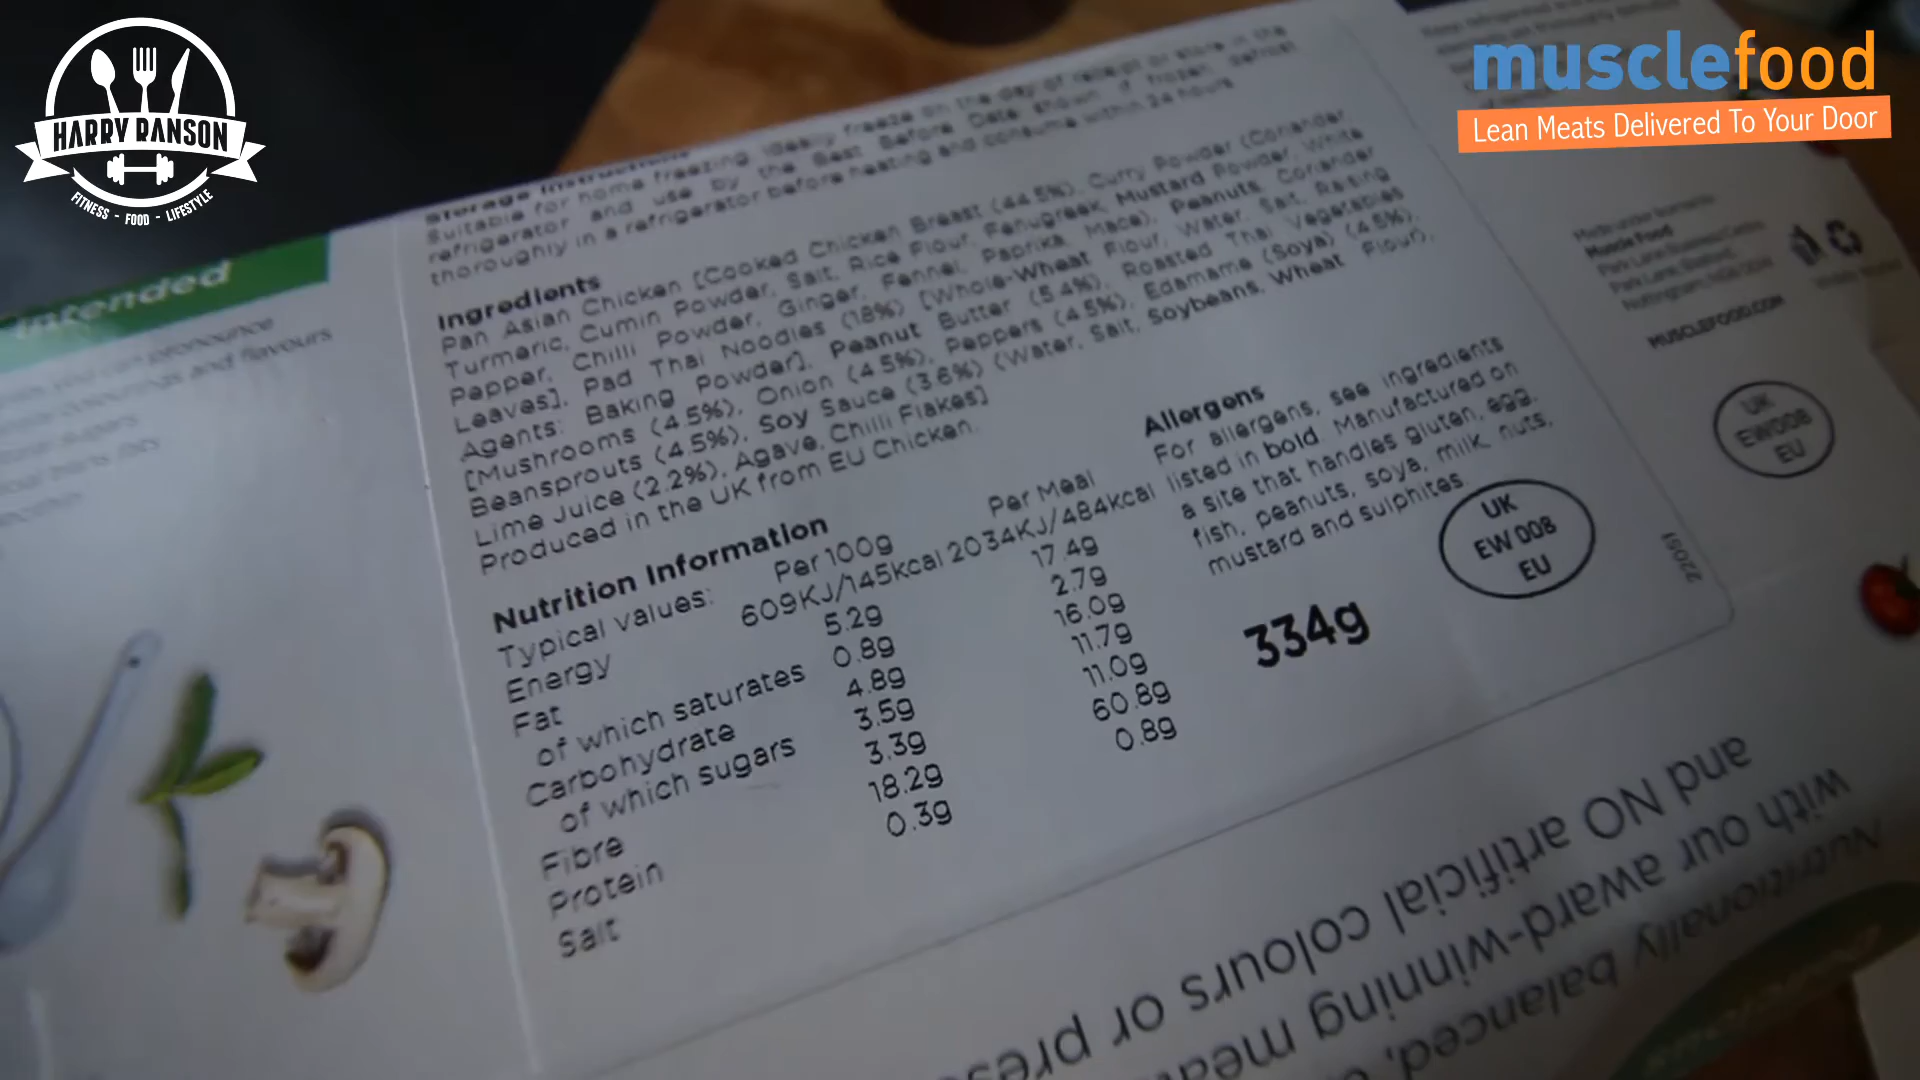 HARRY RANSON
FITNESS - FOOD - LIFESTYLE
musclefood
Lean Meats Delivered To Your Door
intended
and flavours
Storage Instructions
Suitable for home freezing. Ideally freeze on the day of receipt or store in the
refrigerator and use by the Best Before Date shown. If frozen, defrost
thoroughly in a refrigerator before heating and consume within 24 hours
Ingredients
Pan Asian Chicken [Cooked Chicken Breast (44.5%), Curry Powder (Coriander,
Turmeric, Cumin Powder, Salt, Rice Flour, Fenugreek, Mustard Powder, White
Pepper, Chilli Powder, Ginger, Fennel, Paprika, Mace), Peanuts, Coriander
Leaves], Pad Thai Noodles (18%) [Whole-Wheat Flour, Water, Salt, Raising
Agents: Baking Powder], Peanut Butter (5.4%), Roasted Thai Vegetables
[Mushrooms (4.5%), Onion (4.5%), Peppers (4.5%), Edamame (Soya) (4.5%),
Beansprouts (4.5%), Soy Sauce (3.6%) (Water, Salt, Soybeans, Wheat Flour),
Lime Juice (2.2%), Agave, Chilli Flakes]
Produced in the UK from EU Chicken.
Nutrition Information
Typical values: Per 100g Per Meal
Energy 609KJ/145kcal 2034KJ/484kcal
Fat 5.2g 17.4g
of which saturates 0.8g 2.7g
Carbohydrate 4.8g 16.0g
of which sugars 3.5g 11.7g
Fibre 3.3g 11.0g
Protein 18.2g 60.8g
Salt 0.3g 0.8g
Allergens
For allergens, see ingredients
listed in bold. Manufactured on
a site that handles gluten, egg,
fish, peanuts, soya, milk, nuts,
mustard and sulphites.
334g
UK
EW 008
EU
22051
Muscle Food
MUSCLEFOOD.COM
UK
EW008
EU
Nutritionally balanced,
with our award-winning
and NO artificial colours or